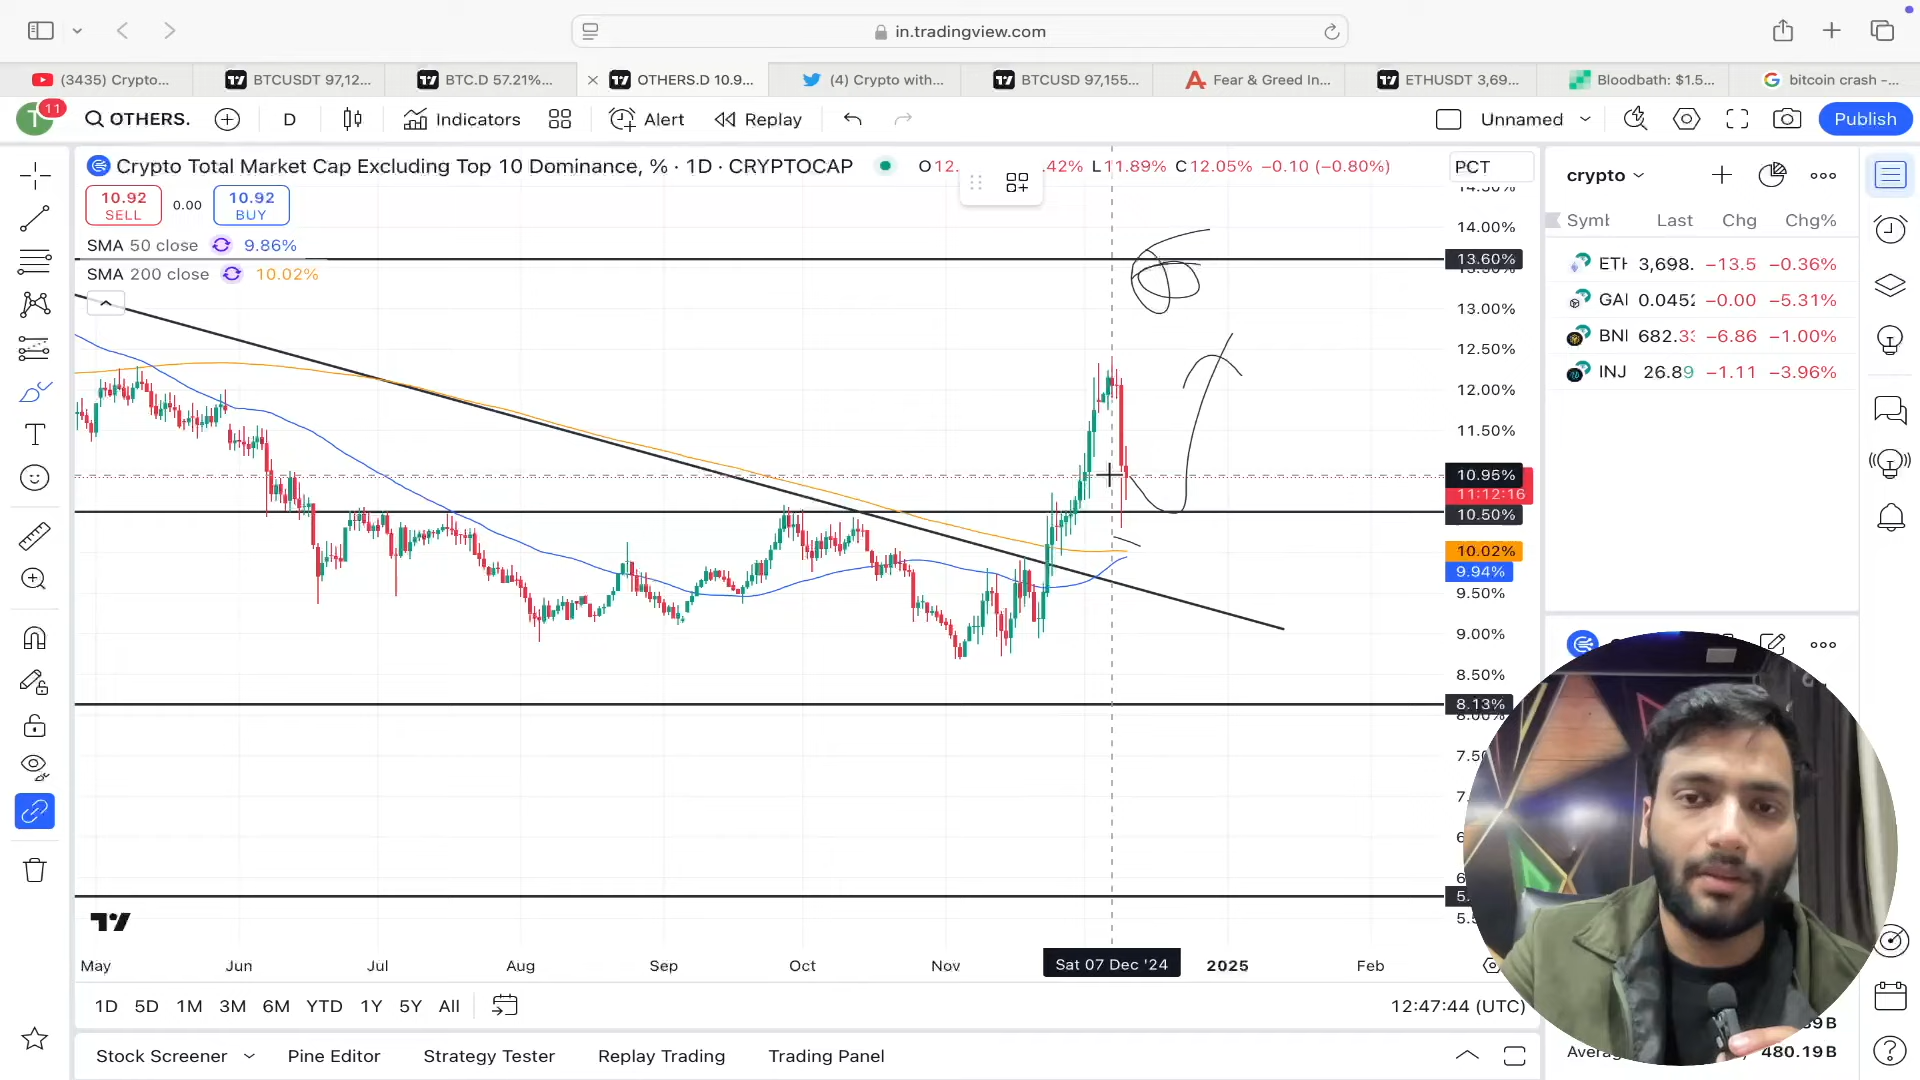 in.tradingview.com
(3435) Crypto...
BTCUSDT 97,12...
BTC.D 57.21%...
OTHERS.D 10.9...
(4) Crypto with...
BTCUSD 97,155...
Fear & Greed In...
ETHUSDT 3,69...
Bloodbath: $1.5...
bitcoin crash -...
T 11
OTHERS.
D
Indicators
Alert
Replay
Unnamed
Publish
Crypto Total Market Cap Excluding Top 10 Dominance, % · 1D · CRYPTOCAP
O12. .42% L11.89% C12.05% −0.10 (−0.80%)
PCT
10.92
SELL
0.00
10.92
BUY
SMA 50 close 9.86%
SMA 200 close 10.02%
14.00%
13.60%
13.00%
12.50%
12.00%
11.50%
10.95%
11:12:16
10.50%
10.02%
9.94%
9.50%
9.00%
8.50%
8.13%
8.00%
crypto
Last Chg Chg%
ETH 3,698. −13.5 −0.36%
GAI 0.0452 −0.00 −5.31%
BNI 682.33 −6.86 −1.00%
INJ 26.89 −1.11 −3.96%
May Jun Jul Aug Sep Oct Nov Sat 07 Dec '24 2025 Feb
1D 5D 1M 3M 6M YTD 1Y 5Y All
12:47:44 (UTC)
Stock Screener Pine Editor Strategy Tester Replay Trading Trading Panel
480.19B